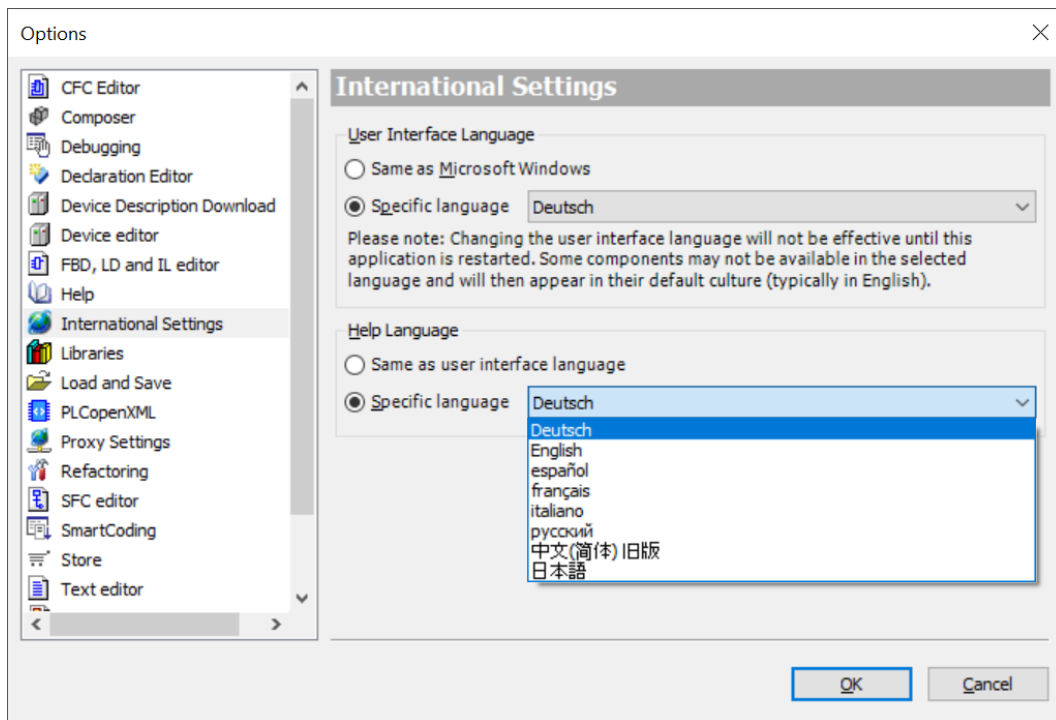 Options
CFC Editor
Composer
Debugging
Declaration Editor
Device Description Download
Device editor
FBD, LD and IL editor
Help
International Settings
Libraries
Load and Save
PLCopenXML
Proxy Settings
Refactoring
SFC editor
SmartCoding
Store
Text editor
International Settings
User Interface Language
Same as Microsoft Windows
Specific language Deutsch
Please note: Changing the user interface language will not be effective until this
application is restarted. Some components may not be available in the selected
language and will then appear in their default culture (typically in English).
Help Language
Same as user interface language
Specific language Deutsch
Deutsch
English
español
français
italiano
русский
中文(简体) 旧版
日本語
OK Cancel